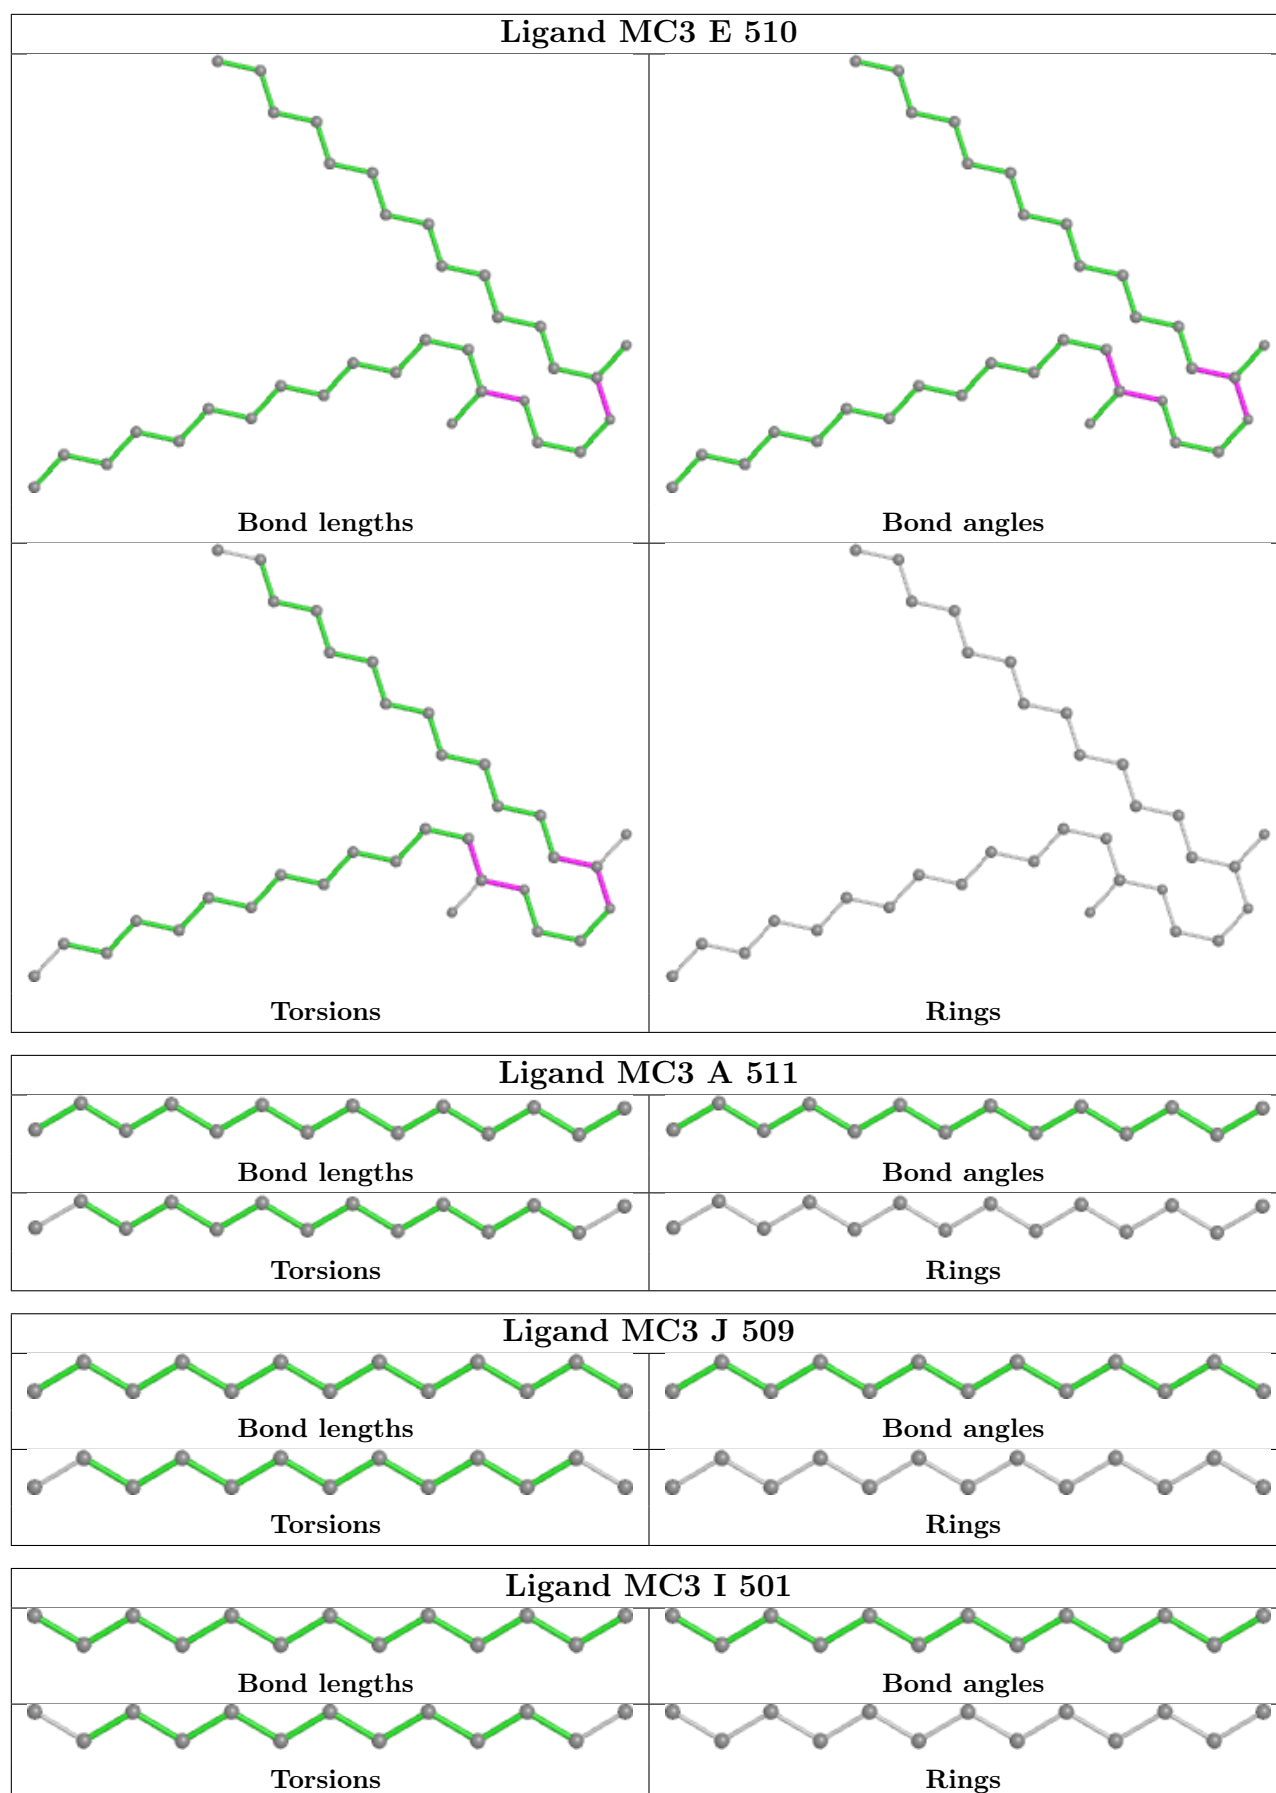 Ligand MC3 E 510
Bond lengths
Bond angles
Torsions
Rings
Ligand MC3 A 511
Bond lengths
Bond angles
Torsions
Rings
Ligand MC3 J 509
Bond lengths
Bond angles
Torsions
Rings
Ligand MC3 I 501
Bond lengths
Bond angles
Torsions
Rings